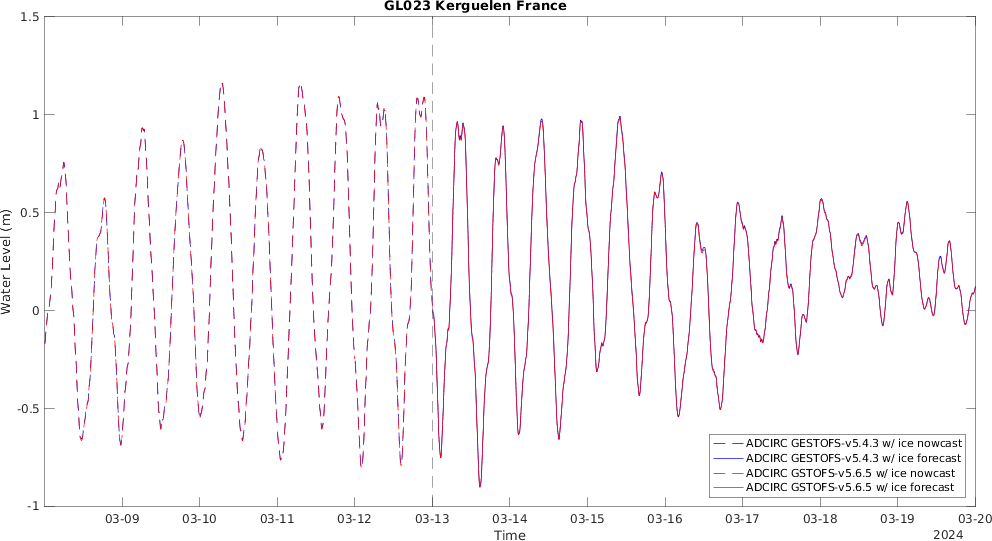 GL023 Kerguelen France
1.5
1
0.5
0
-0.5
-1
Water Level (m)
03-09 03-10 03-11 03-12 03-13 03-14 03-15 03-16 03-17 03-18 03-19 03-20
Time
2024
ADCIRC GESTOFS-v5.4.3 w/ ice nowcast
ADCIRC GESTOFS-v5.4.3 w/ ice forecast
ADCIRC GSTOFS-v5.6.5 w/ ice nowcast
ADCIRC GSTOFS-v5.6.5 w/ ice forecast